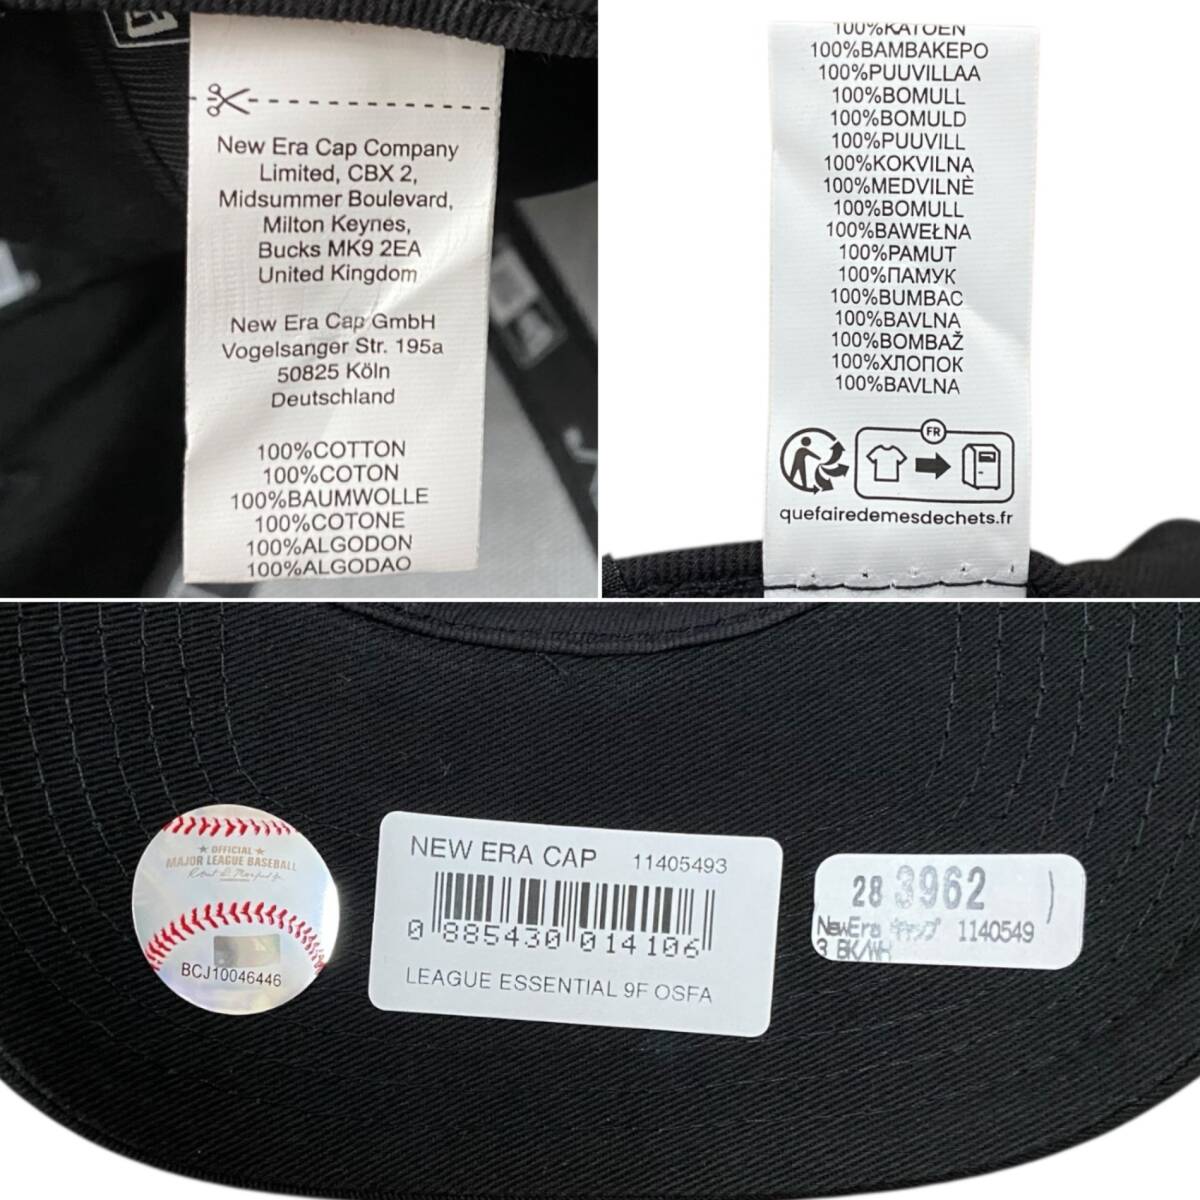 New Era Cap Company
Limited, CBX 2,
Midsummer Boulevard,
Milton Keynes,
Bucks MK9 2EA
United Kingdom
New Era Cap GmbH
Vogelsanger Str. 195a
50825 Köln
Deutschland
100%COTTON
100%COTON
100%BAUMWOLLE
100%COTONE
100%ALGODON
100%ALGODAO
100%KATOEN
100%ΒΑΜΒΑΚΕΡΟ
100%PUUVILLAA
100%BOMULL
100%BOMULD
100%PUUVILL
100%KOKVILNA
100%MEDVILNĖ
100%BOMULL
100%BAWEŁNA
100%PAMUT
100%ПАМУК
100%BUMBAC
100%BAVLNA
100%BOMBAŽ
100%ХЛОПОК
100%BAVLNA
FR
quefairedemesdechets.fr
OFFICIAL
MAJOR LEAGUE BASEBALL
BCJ10046446
NEW ERA CAP 11405493
0 885430 014106
LEAGUE ESSENTIAL 9F OSFA
28 3962
NewEra キャップ 1140549
3 BK/WH